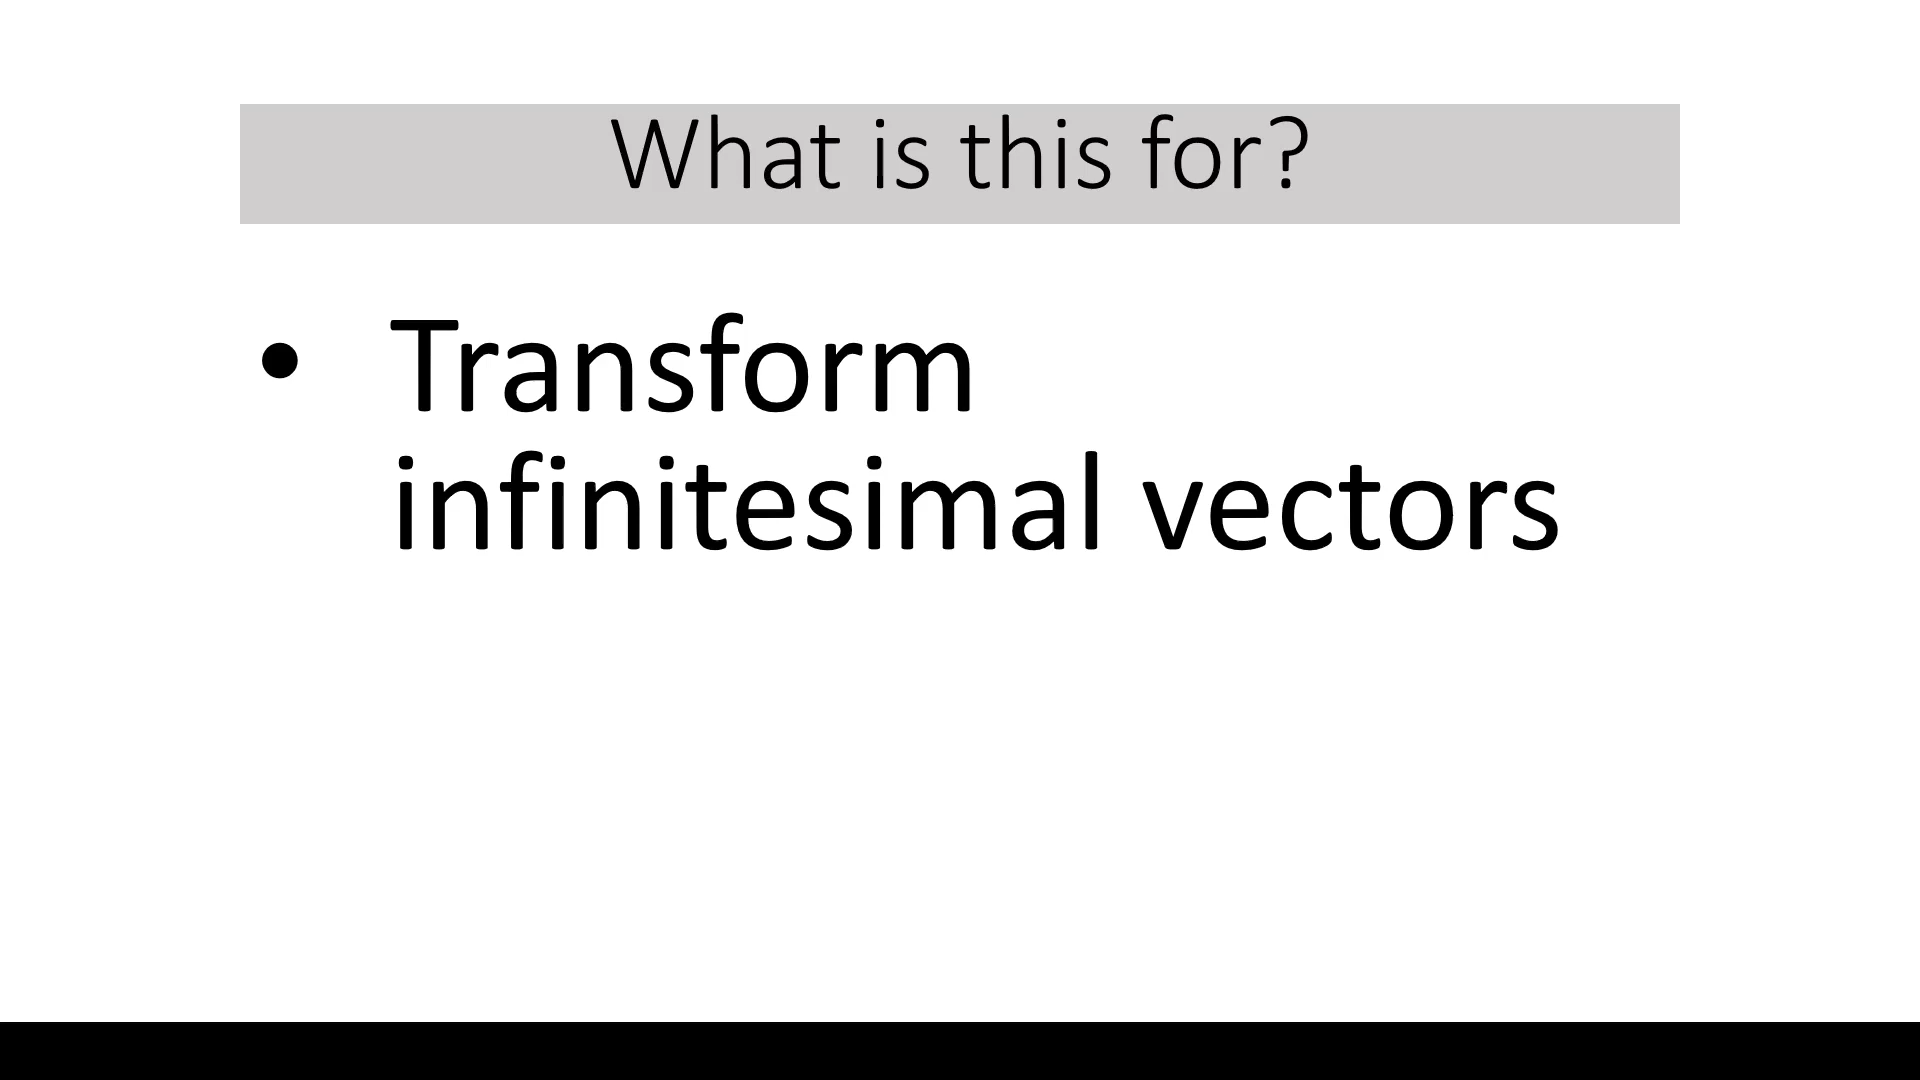 What is this for?
• Transform
infinitesimal vectors